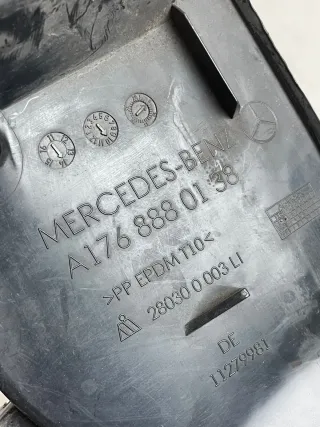 MERCEDES-BENZ
A 176 888 01 38
>PP EPDM T10<
28030 0 003 LI
DE
11279981